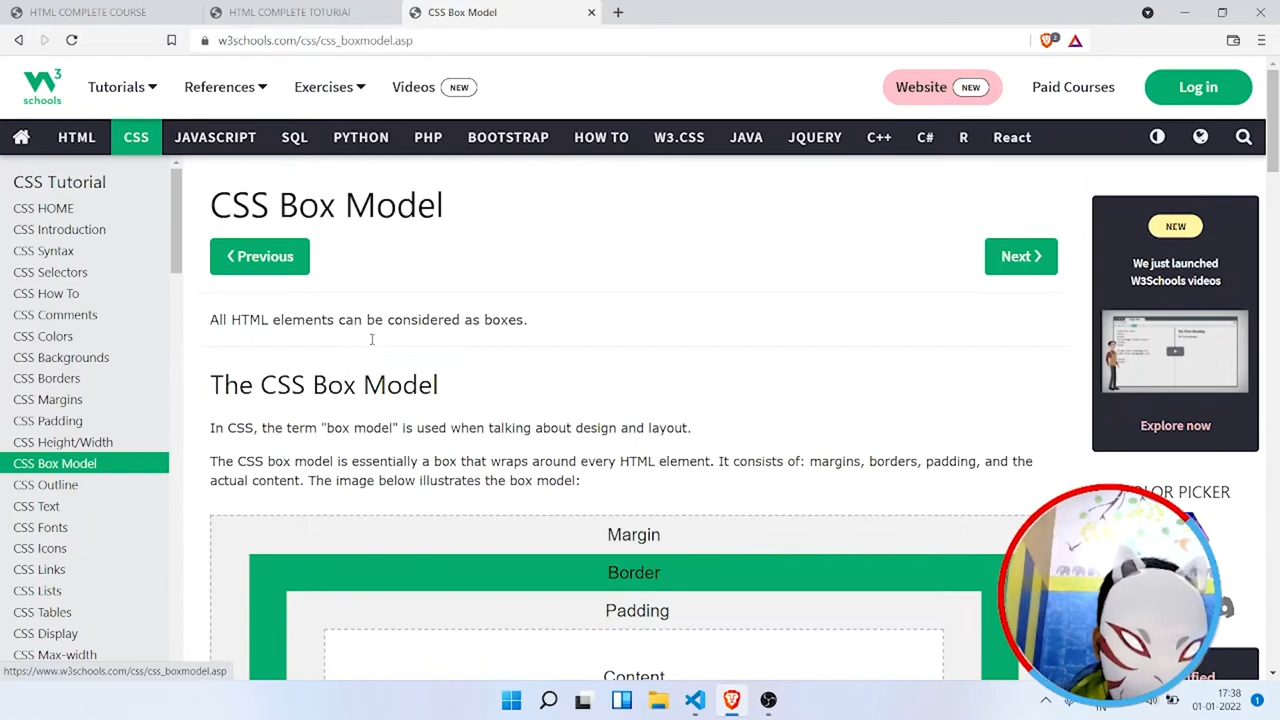 HTML COMPLETE COURSE
HTML COMPLETE TOTURIAl
CSS Box Model
w3schools.com/css/css_boxmodel.asp
2
W3
schools
Tutorials
References
Exercises
Videos
NEW
Website
NEW
Paid Courses
Log in
HTML
CSS
JAVASCRIPT
SQL
PYTHON
PHP
BOOTSTRAP
HOW TO
W3.CSS
JAVA
JQUERY
C++
C#
R
React
CSS Tutorial
CSS HOME
CSS Introduction
CSS Syntax
CSS Selectors
CSS How To
CSS Comments
CSS Colors
CSS Backgrounds
CSS Borders
CSS Margins
CSS Padding
CSS Height/Width
CSS Box Model
CSS Outline
CSS Text
CSS Fonts
CSS Icons
CSS Links
CSS Lists
CSS Tables
CSS Display
CSS Max-width
https://www.w3schools.com/css/css_boxmodel.asp
CSS Box Model
❮ Previous
Next ❯
All HTML elements can be considered as boxes.
The CSS Box Model
In CSS, the term "box model" is used when talking about design and layout.
The CSS box model is essentially a box that wraps around every HTML element. It consists of: margins, borders, padding, and the
actual content. The image below illustrates the box model:
Margin
Border
Padding
Content
NEW
We just launched
W3Schools videos
Explore now
PICKER
17:38
01-01-2022
1